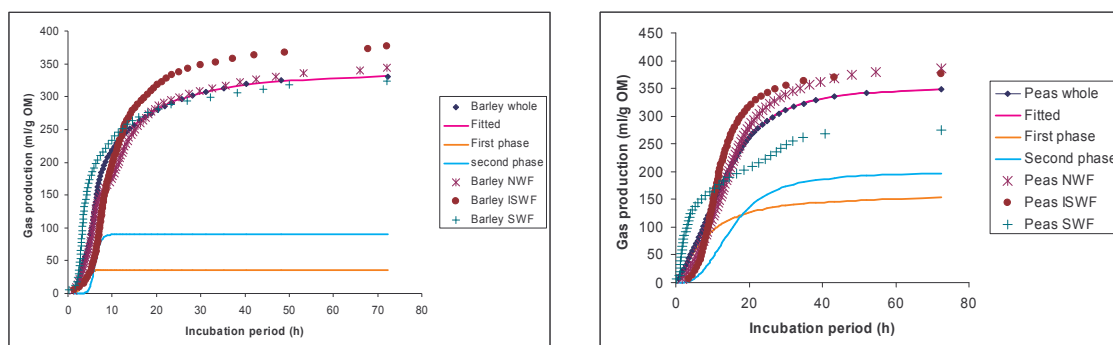 400
350
300
250
200
150
100
50
0
Gas production (ml/g OM)
0 10 20 30 40 50 60 70 80
Incubation period (h)
Barley whole
Fitted
First phase
second phase
Barley NWF
Barley ISWF
Barley SWF
450
400
350
300
250
200
150
100
50
0
Gas production (ml/g OM)
0 20 40 60 80
Incubation period (h)
Peas whole
Fitted
First phase
Second phase
Peas NWF
Peas ISWF
Peas SWF